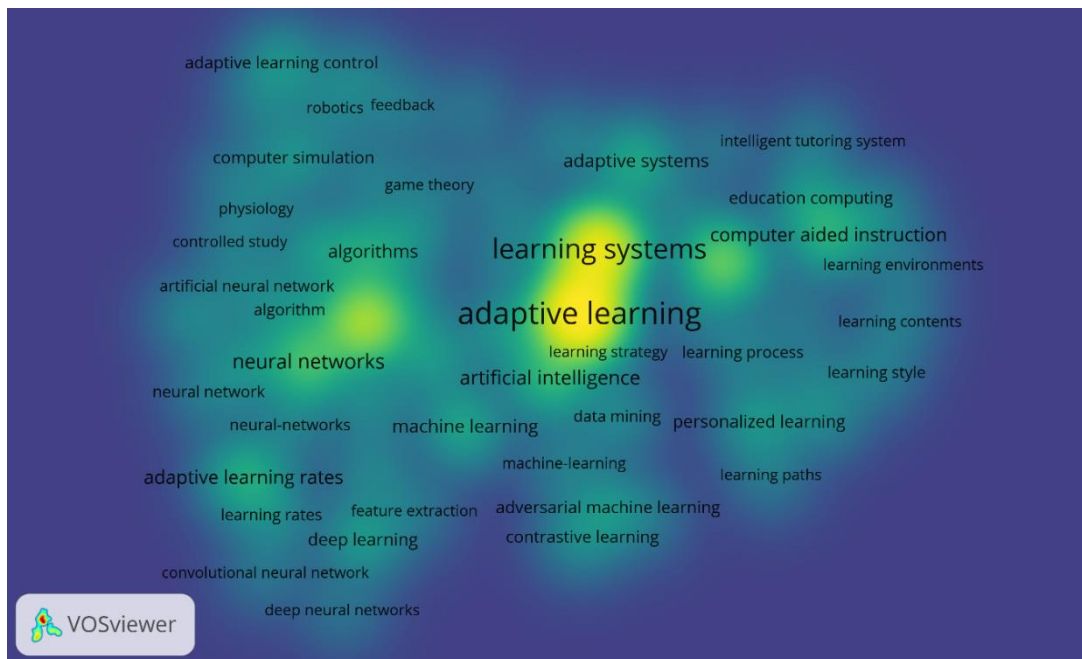 adaptive learning control
robotics
feedback
intelligent tutoring system
computer simulation
adaptive systems
game theory
education computing
physiology
computer aided instruction
controlled study
algorithms
learning systems
learning environments
artificial neural network
algorithm
adaptive learning
learning contents
learning strategy
learning process
neural networks
learning style
artificial intelligence
neural network
data mining
personalized learning
neural-networks
machine learning
machine-learning
learning paths
adaptive learning rates
learning rates
feature extraction
adversarial machine learning
deep learning
contrastive learning
convolutional neural network
deep neural networks
VOSviewer